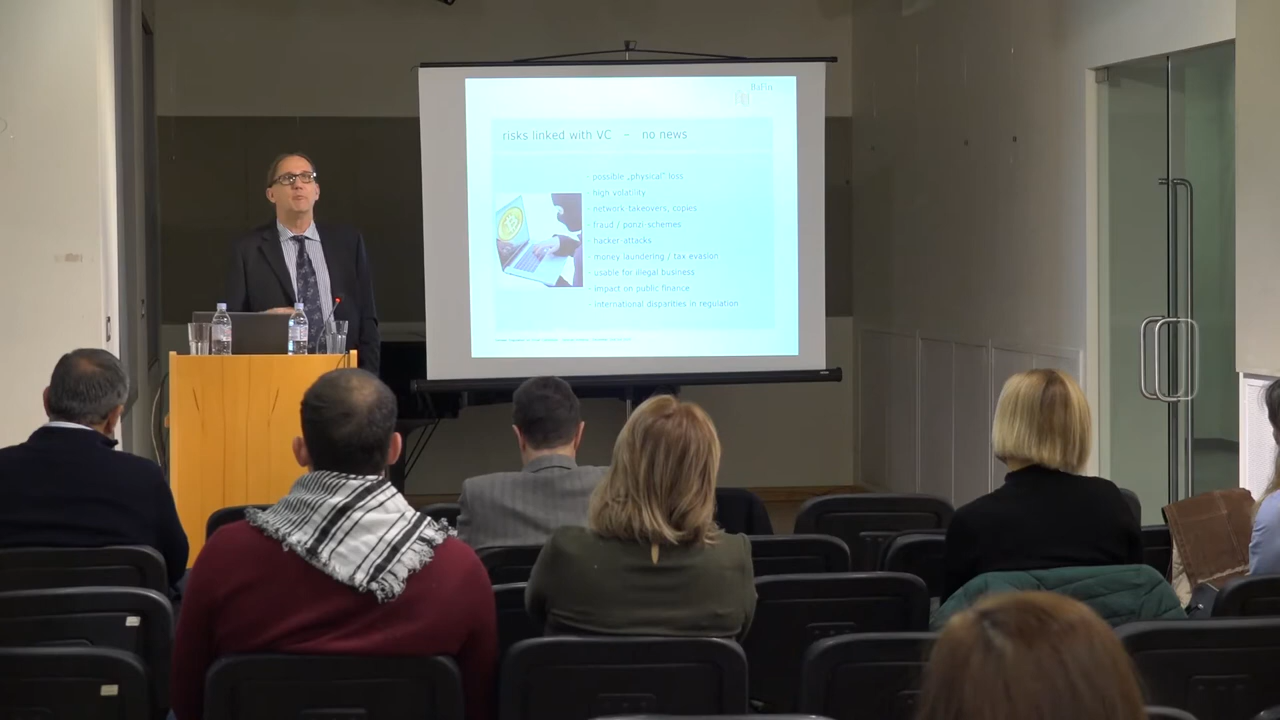 BaFin
risks linked with VC – no news
- possible „physical“ loss
- high volatility
- network-takeovers, copies
- fraud / ponzi-schemes
- hacker-attacks
- money laundering / tax evasion
- usable for illegal business
- impact on public finance
- international disparities in regulation